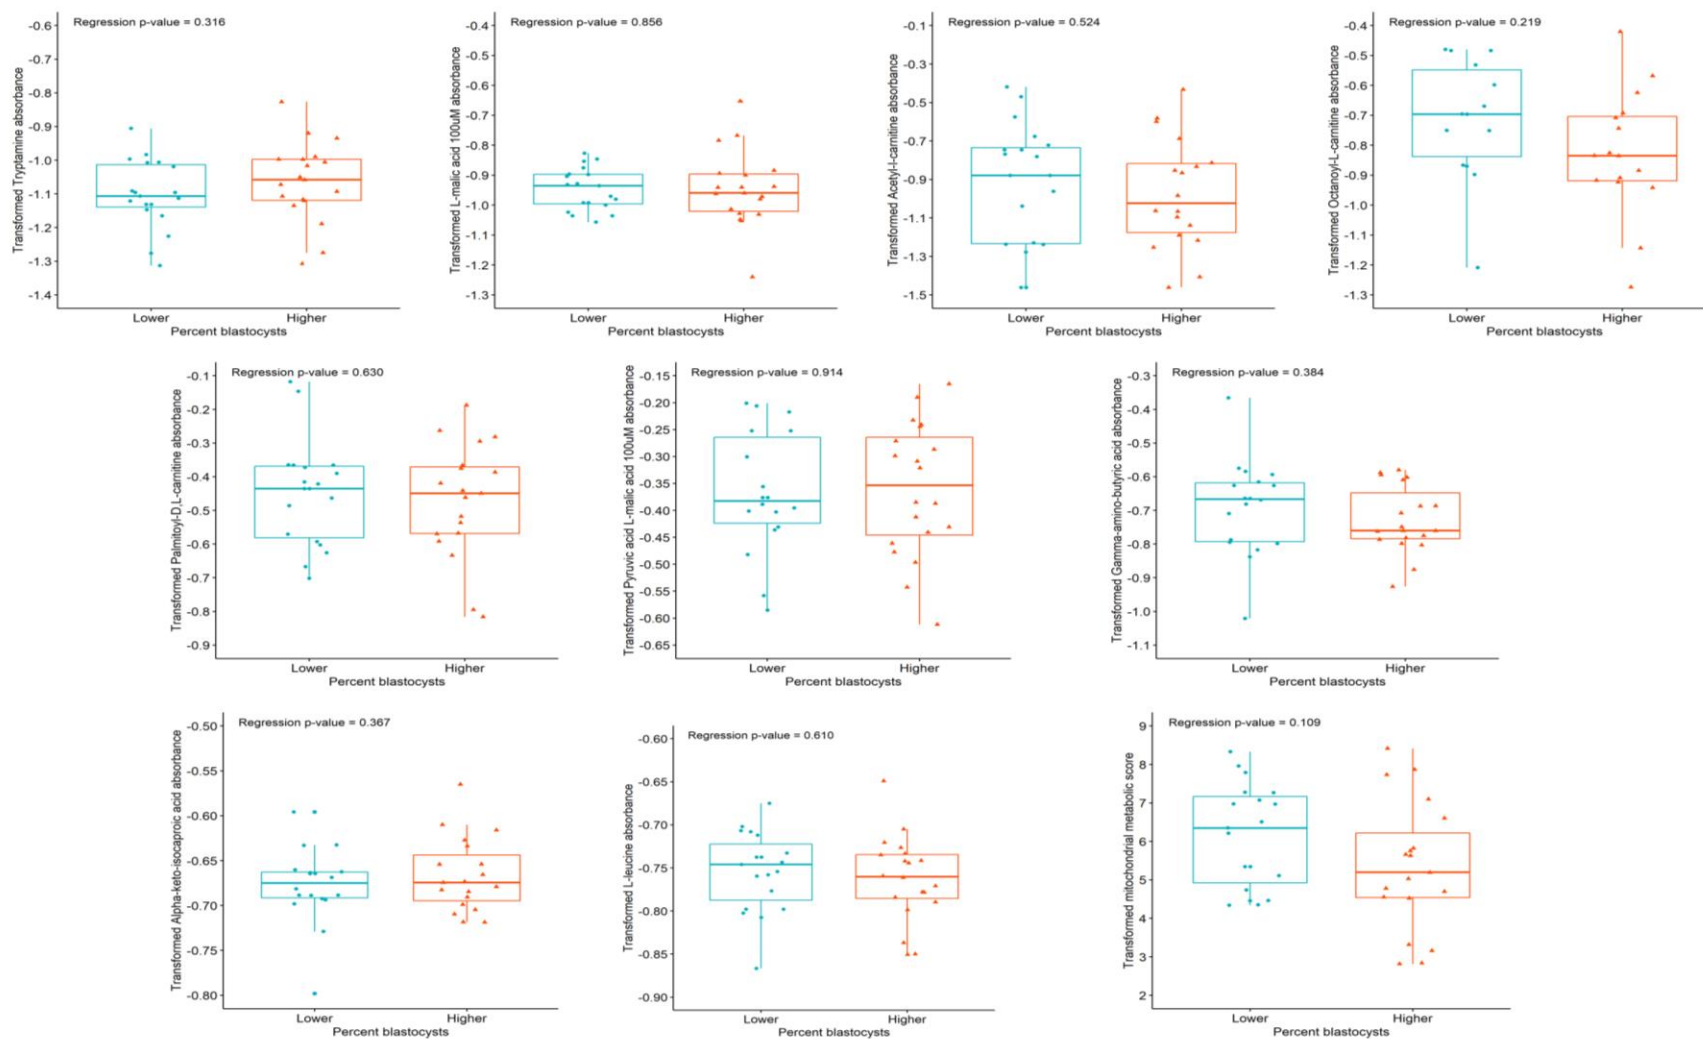 Regression p-value = 0.316
Transformed Tryptamine absorbance
-0.6
-0.7
-0.8
-0.9
-1.0
-1.1
-1.2
-1.3
-1.4
Lower
Higher
Percent blastocysts
Regression p-value = 0.856
Transformed L-malic acid 100uM absorbance
-0.4
-0.5
-0.6
-0.7
-0.8
-0.9
-1.0
-1.1
-1.2
-1.3
Lower
Higher
Percent blastocysts
Regression p-value = 0.524
Transformed Acetyl-l-carnitine absorbance
-0.1
-0.3
-0.5
-0.7
-0.9
-1.1
-1.3
-1.5
Lower
Higher
Percent blastocysts
Regression p-value = 0.219
Transformed Octanoyl-L-carnitine absorbance
-0.4
-0.5
-0.6
-0.7
-0.8
-0.9
-1.0
-1.1
-1.2
-1.3
Lower
Higher
Percent blastocysts
Regression p-value = 0.630
Transformed Palmitoyl-D,L-carnitine absorbance
-0.1
-0.2
-0.3
-0.4
-0.5
-0.6
-0.7
-0.8
-0.9
Lower
Higher
Percent blastocysts
Regression p-value = 0.914
Transformed Pyruvic acid L-malic acid 100uM absorbance
-0.15
-0.20
-0.25
-0.30
-0.35
-0.40
-0.45
-0.50
-0.55
-0.60
-0.65
Lower
Higher
Percent blastocysts
Regression p-value = 0.384
Transformed Gamma-amino-butyric acid absorbance
-0.3
-0.4
-0.5
-0.6
-0.7
-0.8
-0.9
-1.0
-1.1
Lower
Higher
Percent blastocysts
Regression p-value = 0.367
Transformed Alpha-keto-isocaproic acid absorbance
-0.50
-0.55
-0.60
-0.65
-0.70
-0.75
-0.80
Lower
Higher
Percent blastocysts
Regression p-value = 0.610
Transformed L-leucine absorbance
-0.60
-0.65
-0.70
-0.75
-0.80
-0.85
-0.90
Lower
Higher
Percent blastocysts
Regression p-value = 0.109
Transformed mitochondrial metabolic score
9
8
7
6
5
4
3
2
Lower
Higher
Percent blastocysts